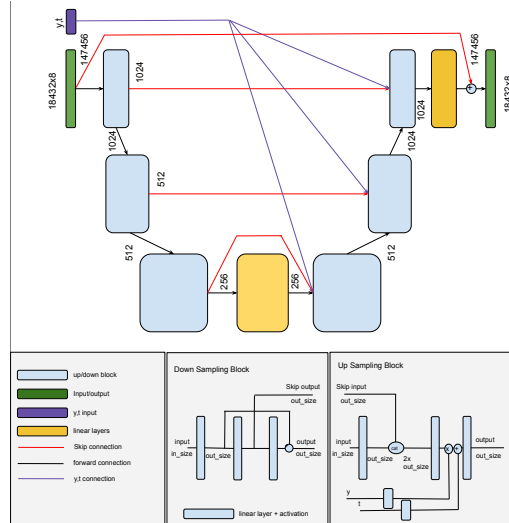 y,t
147456
18432x8
1024
1024
512
512
256
256
512
1024
1024
147456
+
18432x8
up/down block
Input/output
y,t input
linear layers
Skip connection
forward connection
y,t connection
Down Sampling Block
Skip output
out_size
input
in_size
out_size
output
out_size
linear layer + activation
Up Sampling Block
Skip input
out_size
input
in_size
out_size
cat
2x
out_size
x
+
output
out_size
y
t